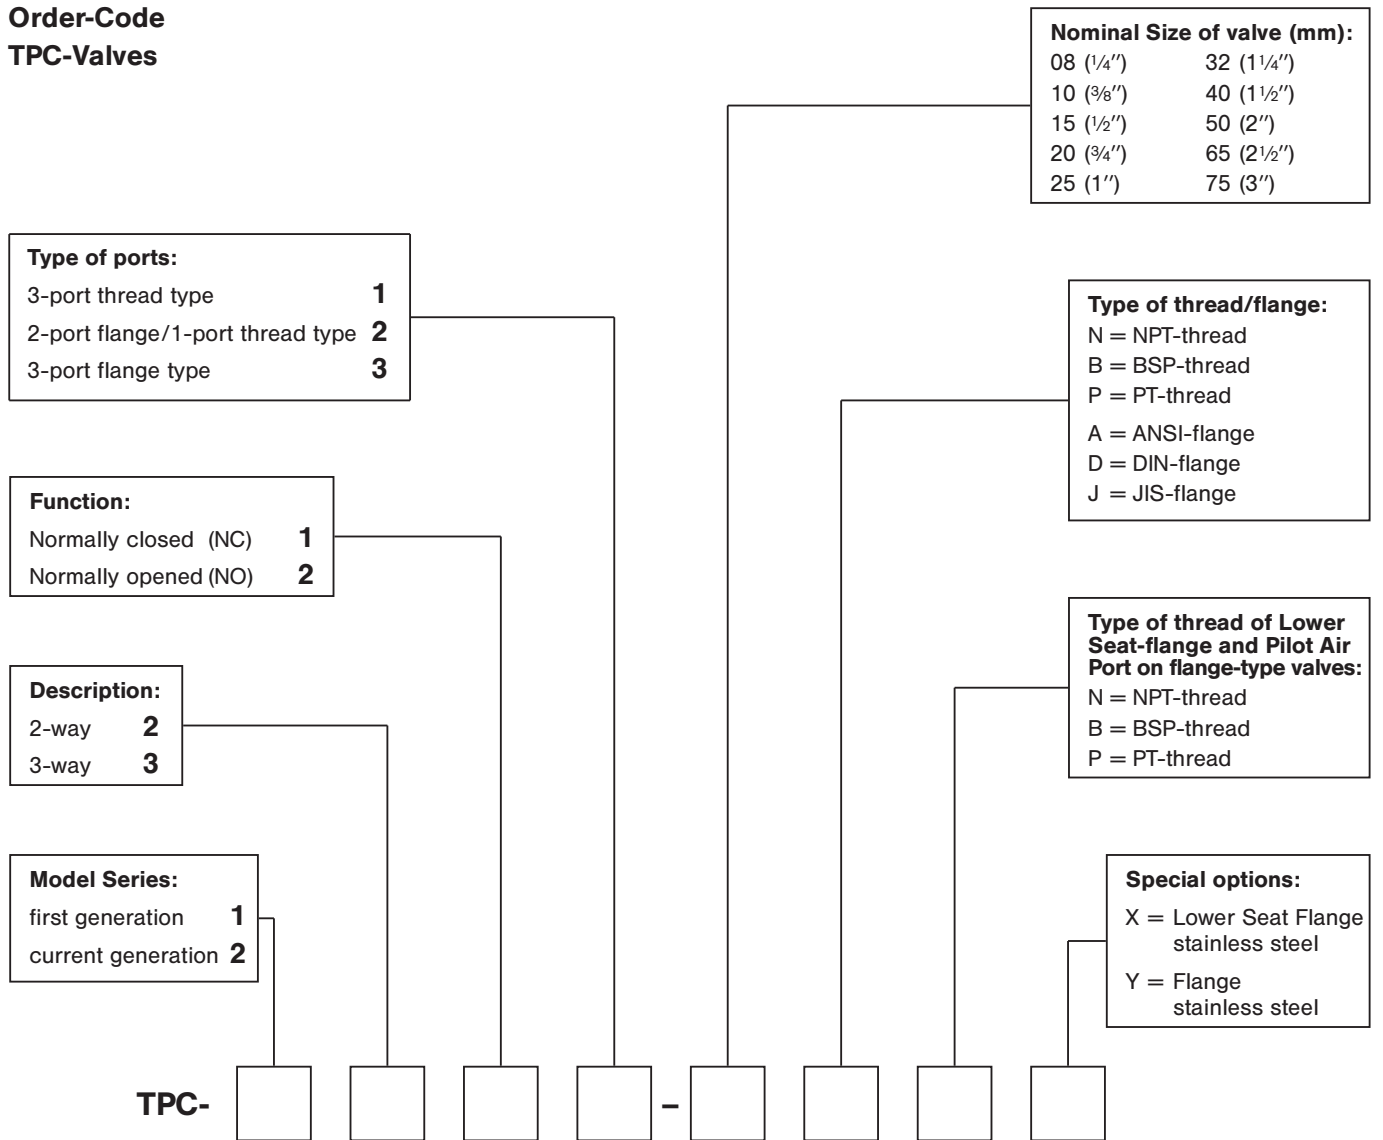 Order-Code
TPC-Valves
Nominal Size of valve (mm):
08 (¼″) 32 (1¼″)
10 (⅜″) 40 (1½″)
15 (½″) 50 (2″)
20 (¾″) 65 (2½″)
25 (1″) 75 (3″)
Type of ports:
3-port thread type 1
2-port flange/1-port thread type 2
3-port flange type 3
Type of thread/flange:
N = NPT-thread
B = BSP-thread
P = PT-thread
A = ANSI-flange
D = DIN-flange
J = JIS-flange
Function:
Normally closed (NC) 1
Normally opened (NO) 2
Type of thread of Lower
Seat-flange and Pilot Air
Port on flange-type valves:
N = NPT-thread
B = BSP-thread
P = PT-thread
Description:
2-way 2
3-way 3
Model Series:
first generation 1
current generation 2
Special options:
X = Lower Seat Flange
stainless steel
Y = Flange
stainless steel
TPC- –